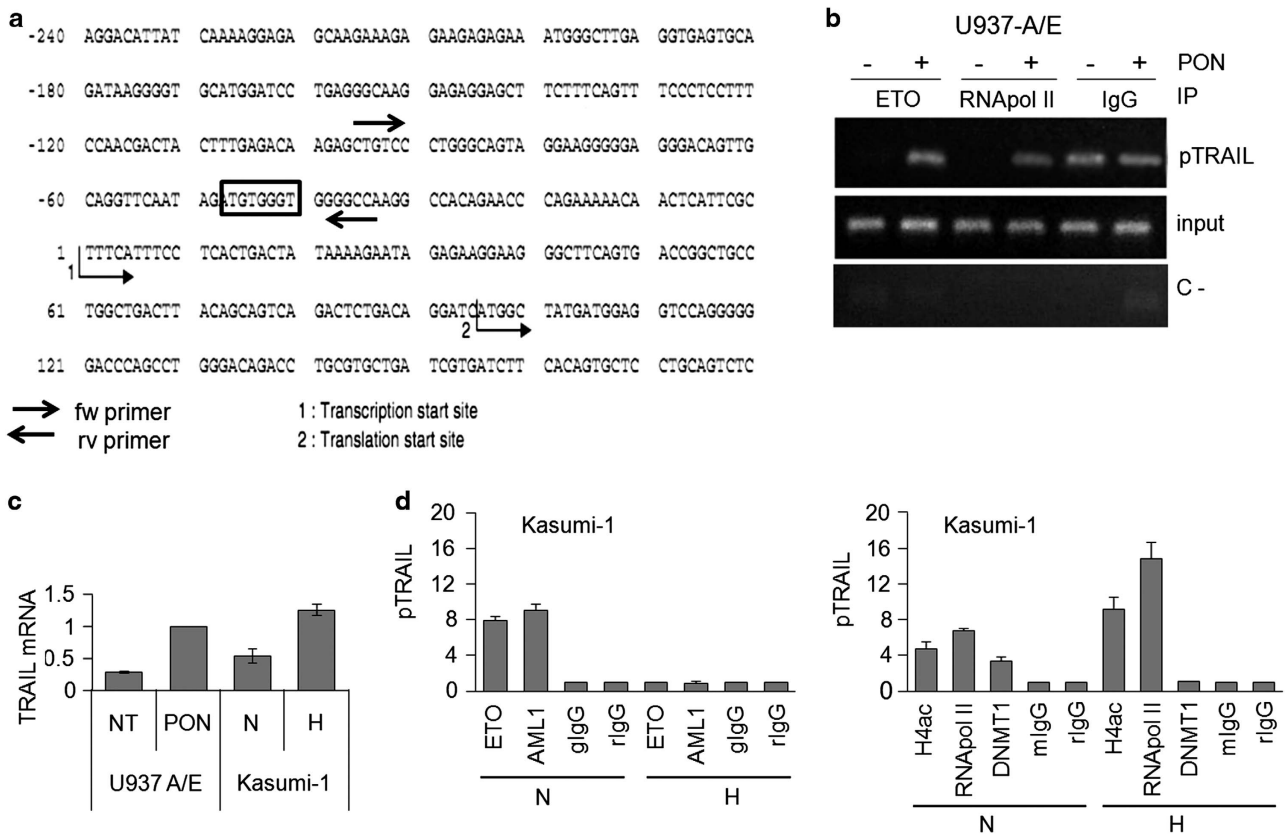 a
-240 AGGACATTAT CAAAAGGAGA GCAAGAAAGA GAAGAGAGAA ATGGGCTTGA GGTGAGTGCA
-180 GATAAGGGGT GCATGGATCC TGAGGGCAAG GAGAGGAGCT TCTTTCAGTT TCCCTCCTTT
-120 CCAACGACTA CTTTGAGACA AGAGCTGTCC CTGGGCAGTA GGAAGGGGGA GGGACAGTTG
-60 CAGGTTCAAT AGATGTGGGT GGGGCCAAGG CCACAGAACC CAGAAAAACA ACTCATTCGC
1 TTTCATTTCC TCACTGACTA TAAAAGAATA GAGAAGGAAG GGCTTCAGTG ACCGGCTGCC
1
61 TGGCTGACTT ACAGCAGTCA GACTCTGACA GGATCATGGC TATGATGGAG GTCCAGGGGG
2
121 GACCCAGCCT GGGACAGACC TGCGTGCTGA TCGTGATCTT CACAGTGCTC CTGCAGTCTC
fw primer
rv primer
1 : Transcription start site
2 : Translation start site
b
U937-A/E
- + - + - + PON
ETO RNApol II IgG IP
pTRAIL
input
C -
c
TRAIL mRNA
1.5
1
0.5
0
NT PON N H
U937 A/E Kasumi-1
d
Kasumi-1
pTRAIL
20
16
12
8
4
0
ETO AML1 gIgG rIgG ETO AML1 gIgG rIgG
N H
Kasumi-1
pTRAIL
20
16
12
8
4
0
H4ac RNApol II DNMT1 mIgG rIgG H4ac RNApol II DNMT1 mIgG rIgG
N H